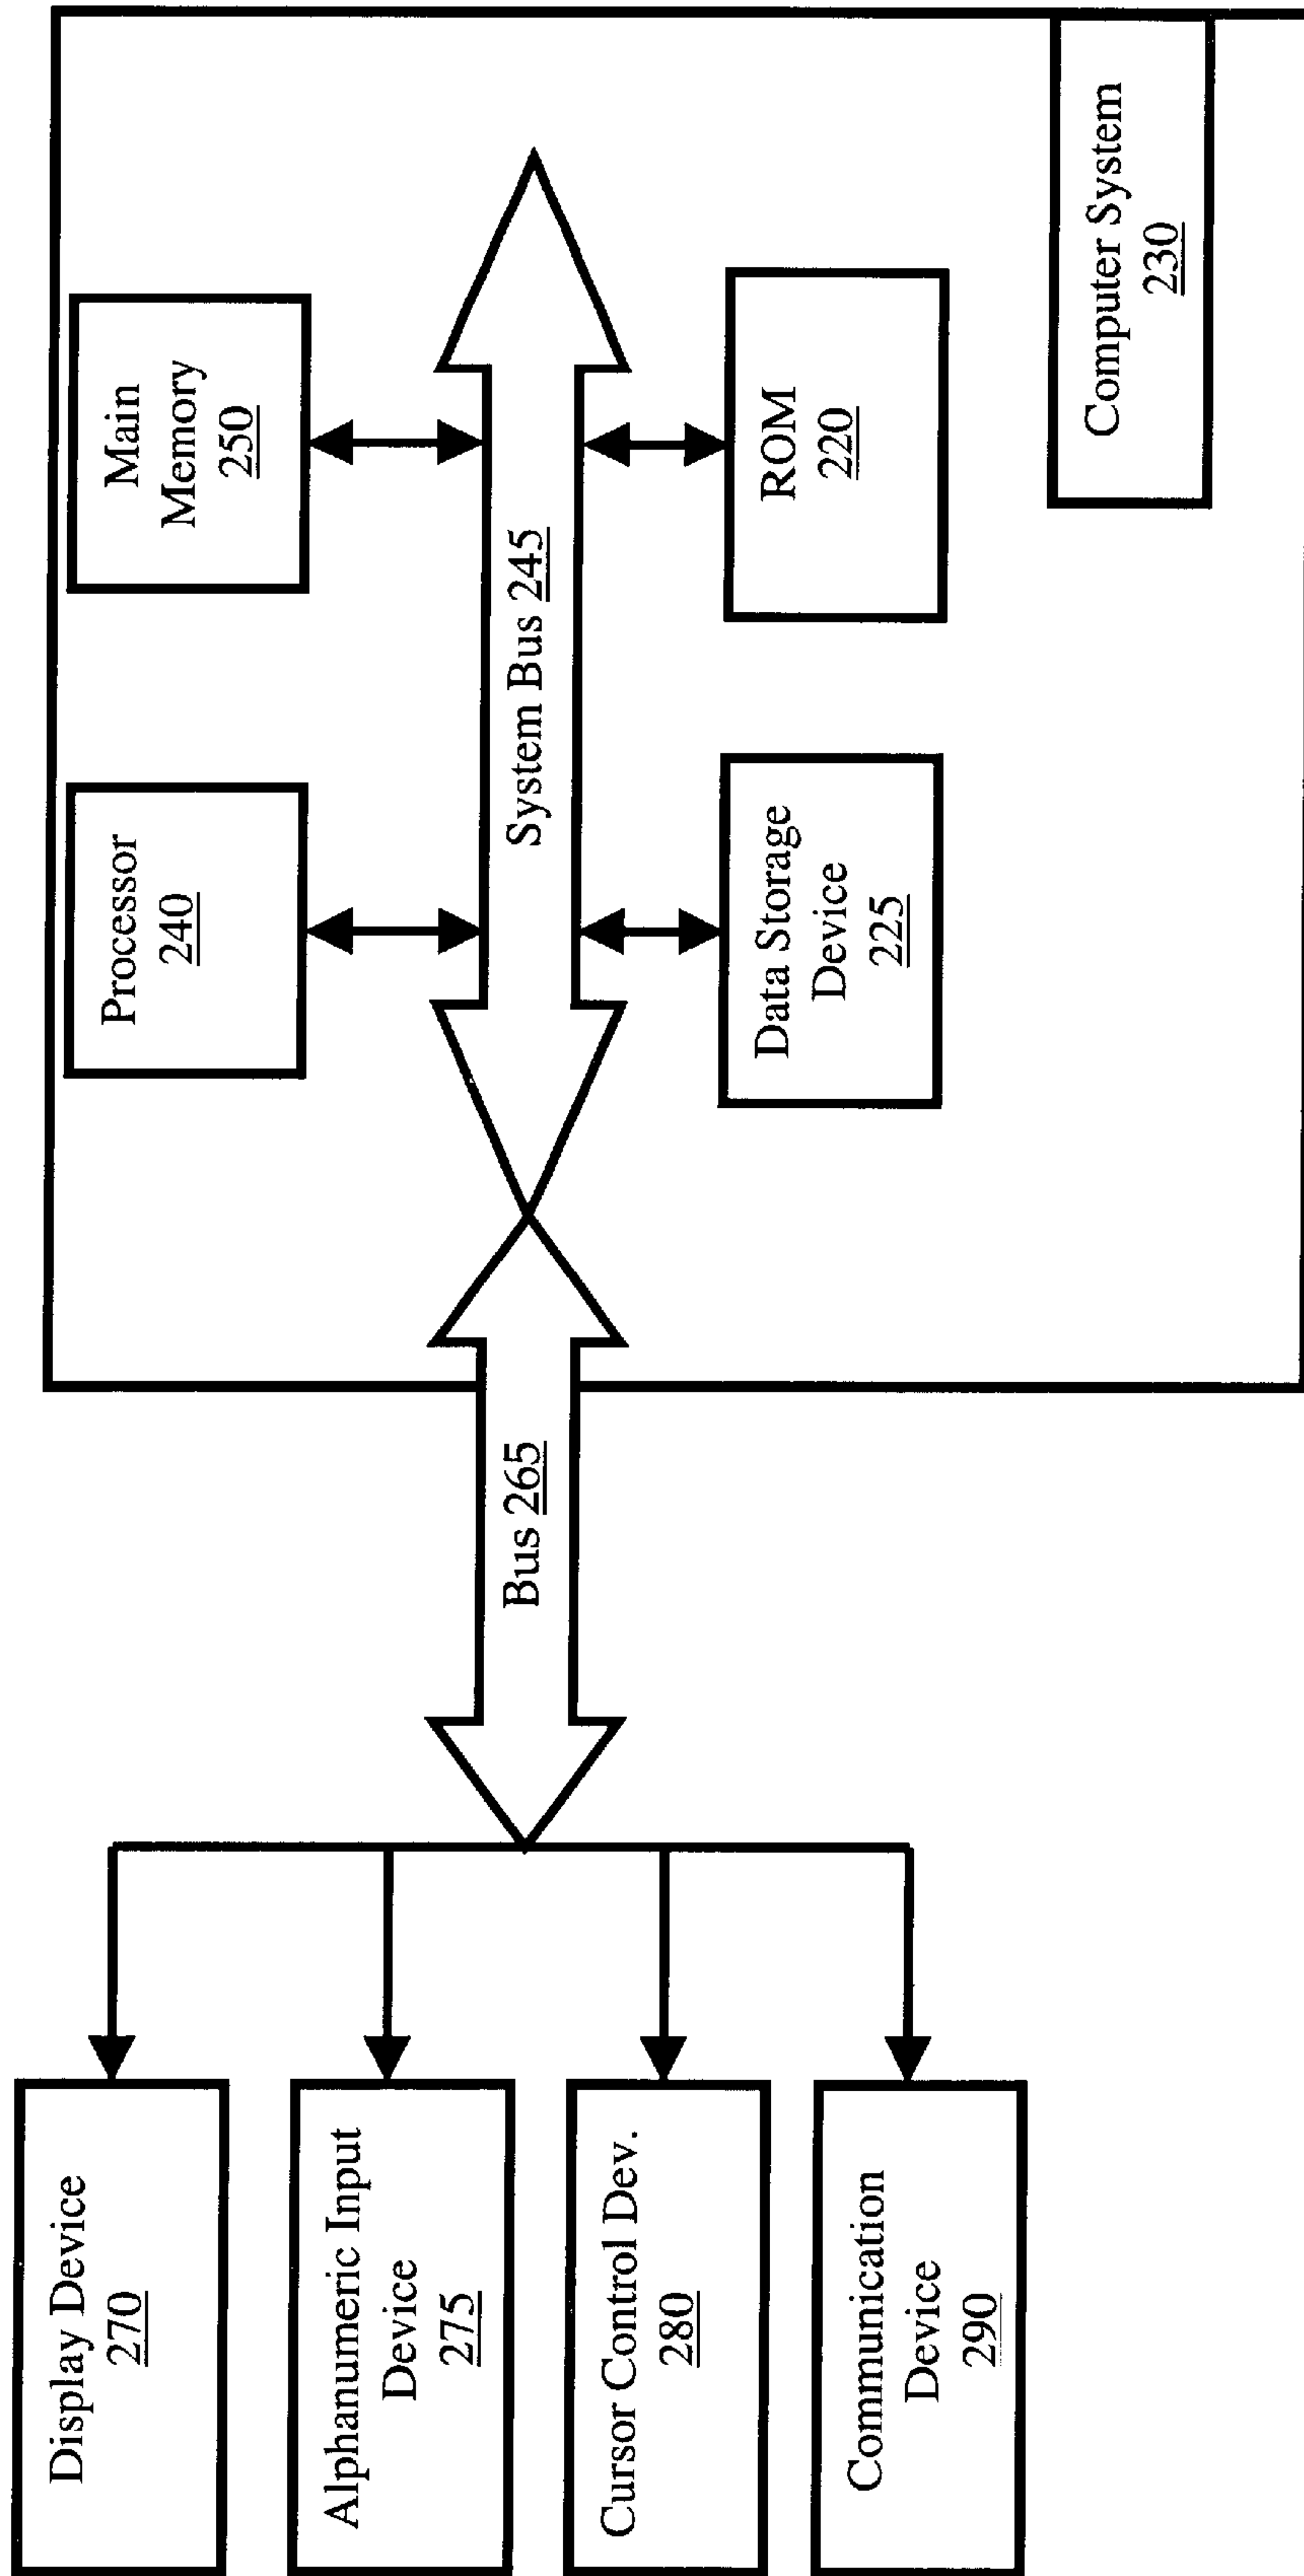 Display Device
270
Alphanumeric Input
Device
275
Cursor Control Dev.
280
Communication
Device
290
Bus 265
Processor
240
Main
Memory
250
System Bus 245
Data Storage
Device
225
ROM
220
Computer System
230